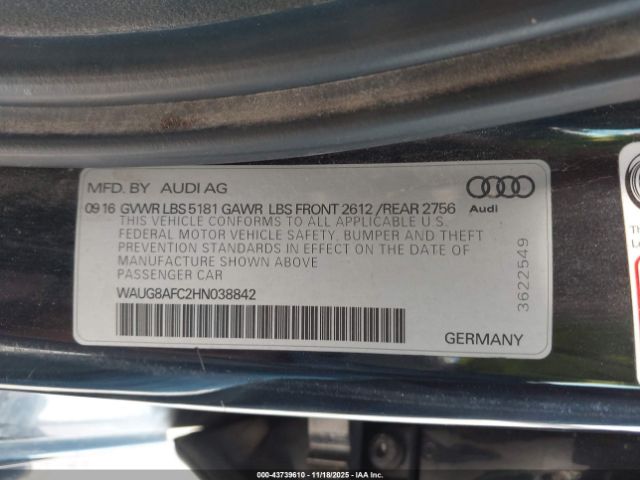 MFD. BY AUDI AG
Audi
09 16 GVWR LBS 5181 GAWR LBS FRONT 2612 / REAR 2756
THIS VEHICLE CONFORMS TO ALL APPLICABLE U.S.
FEDERAL MOTOR VEHICLE SAFETY, BUMPER AND THEFT
PREVENTION STANDARDS IN EFFECT ON THE DATE OF
MANUFACTURE SHOWN ABOVE
PASSENGER CAR
WAUG8AFC2HN038842
GERMANY
3622549
000-43739610 - 11/18/2025 - IAA Inc.